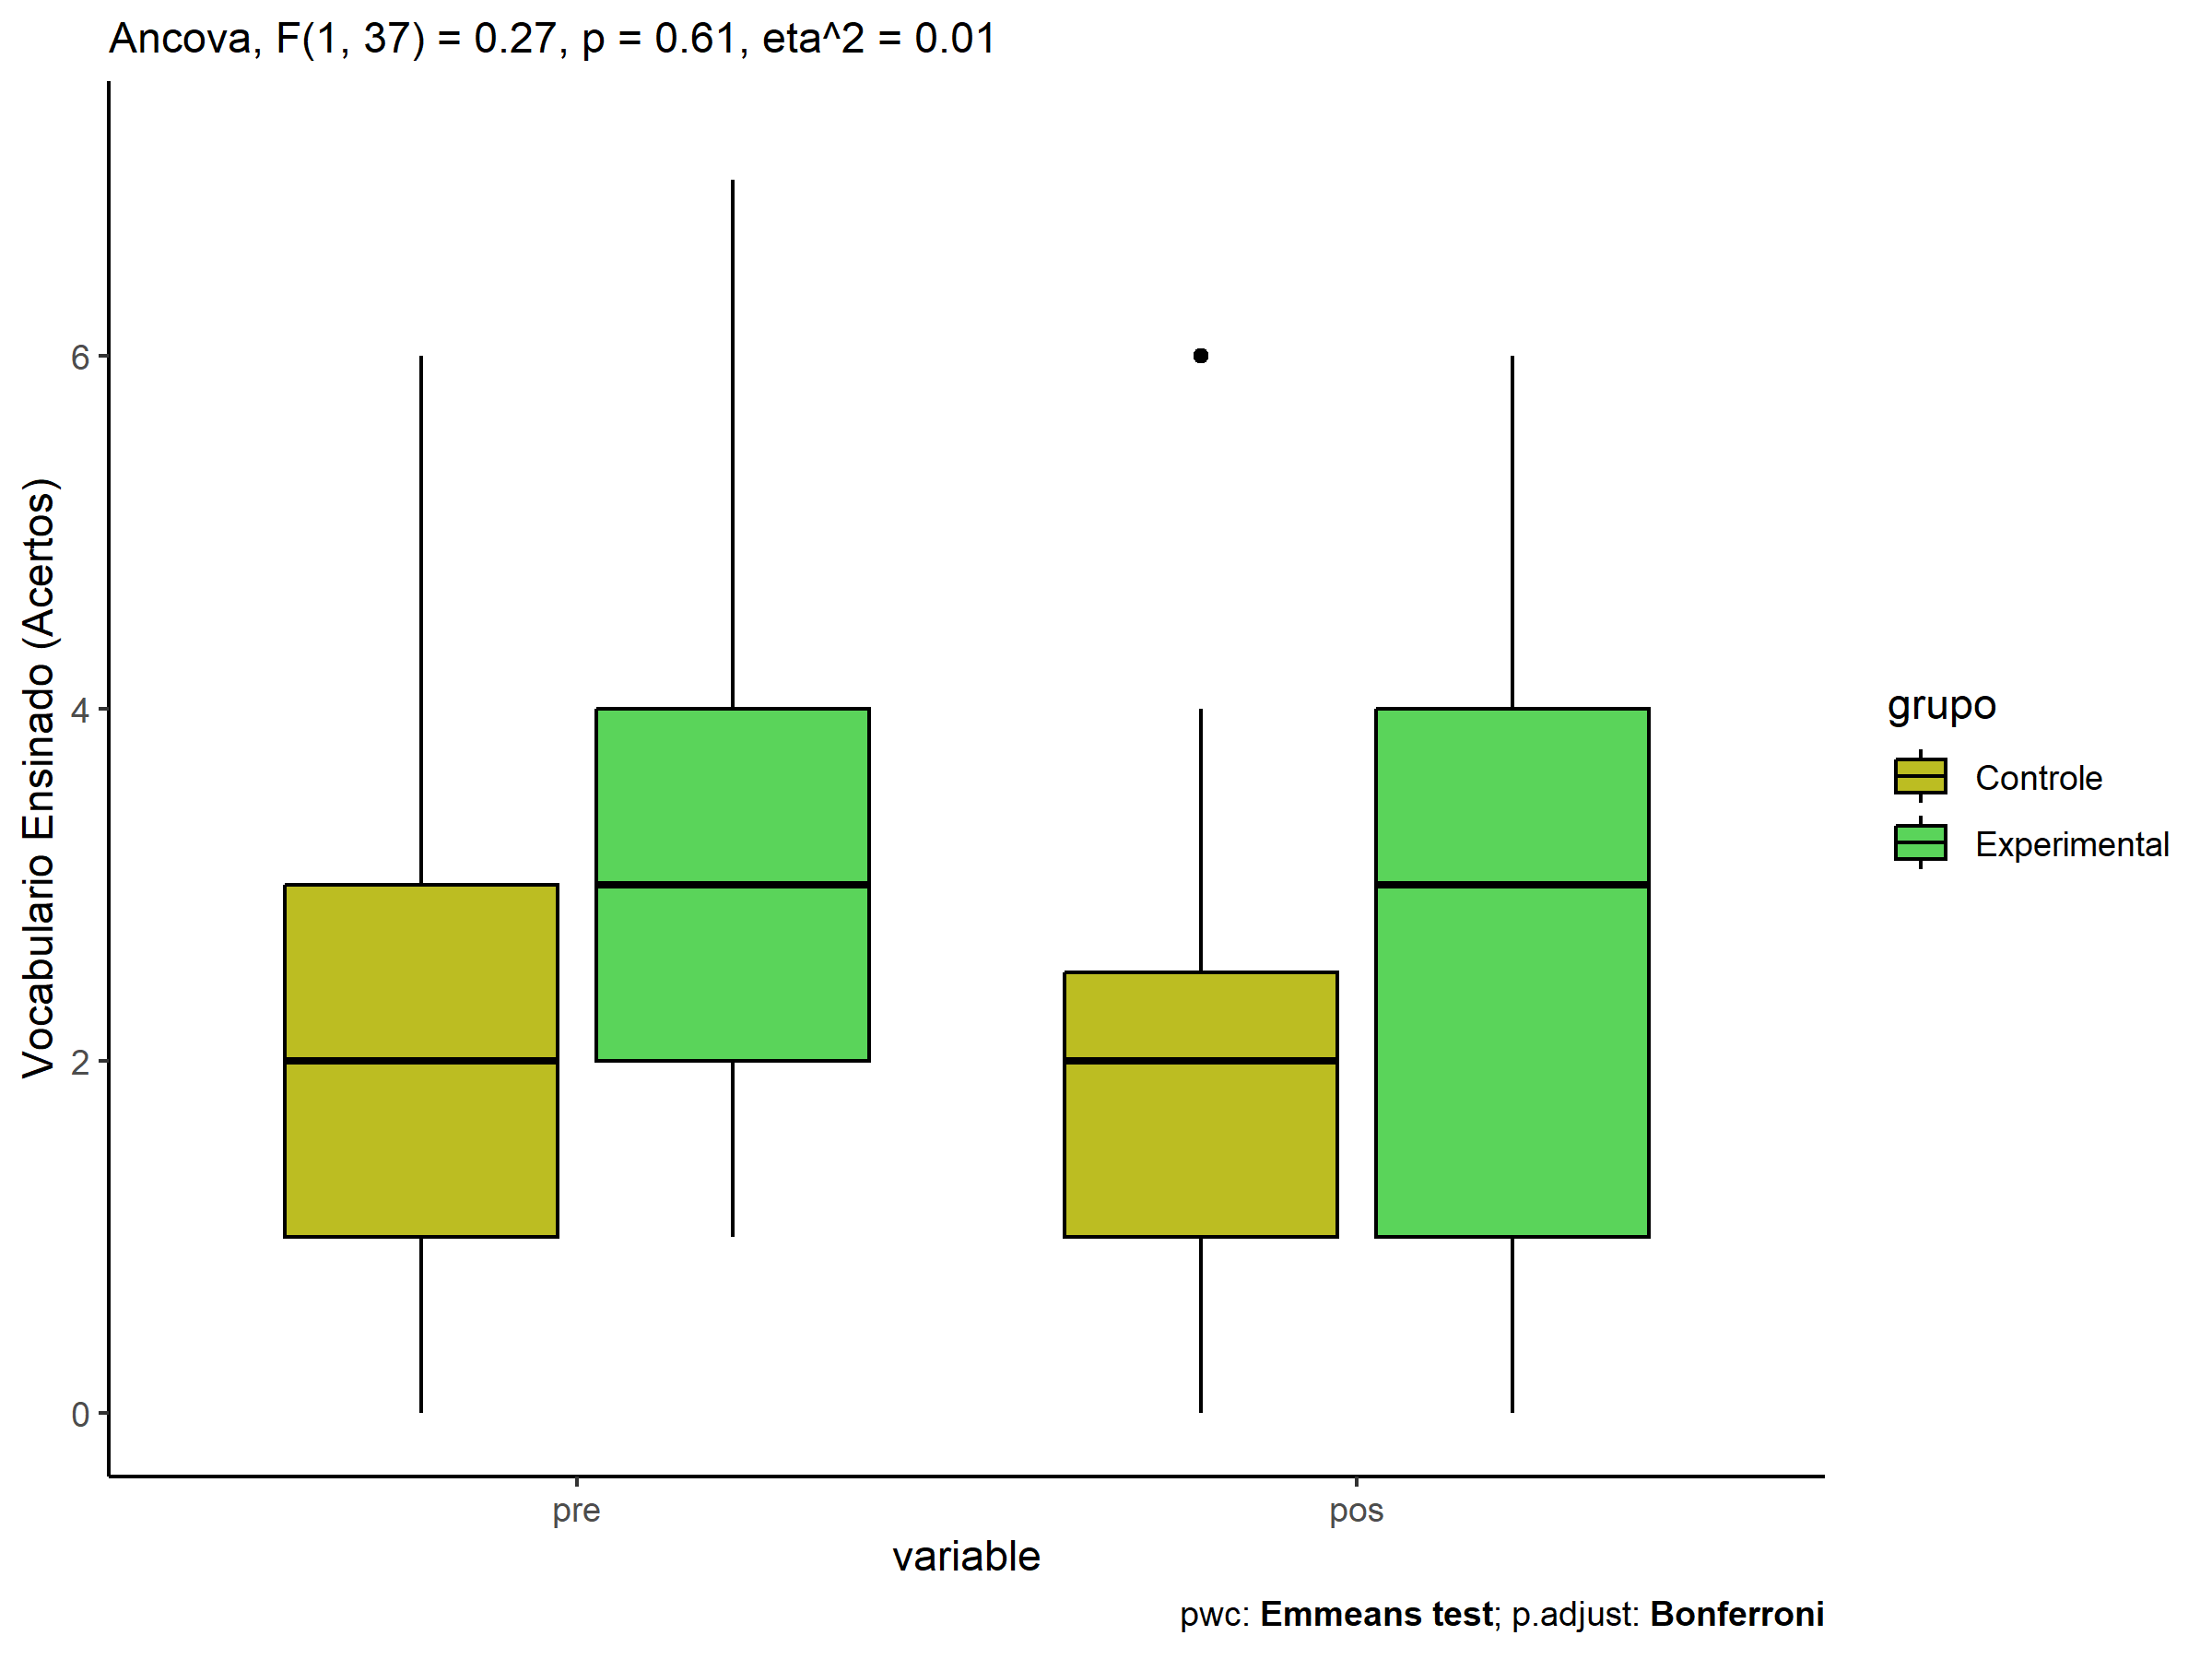 Ancova, F(1, 37) = 0.27, p = 0.61, eta^2 = 0.01
Vocabulario Ensinado (Acertos)
6
4
2
0
pre
pos
variable
grupo
Controle
Experimental
pwc: Emmeans test; p.adjust: Bonferroni